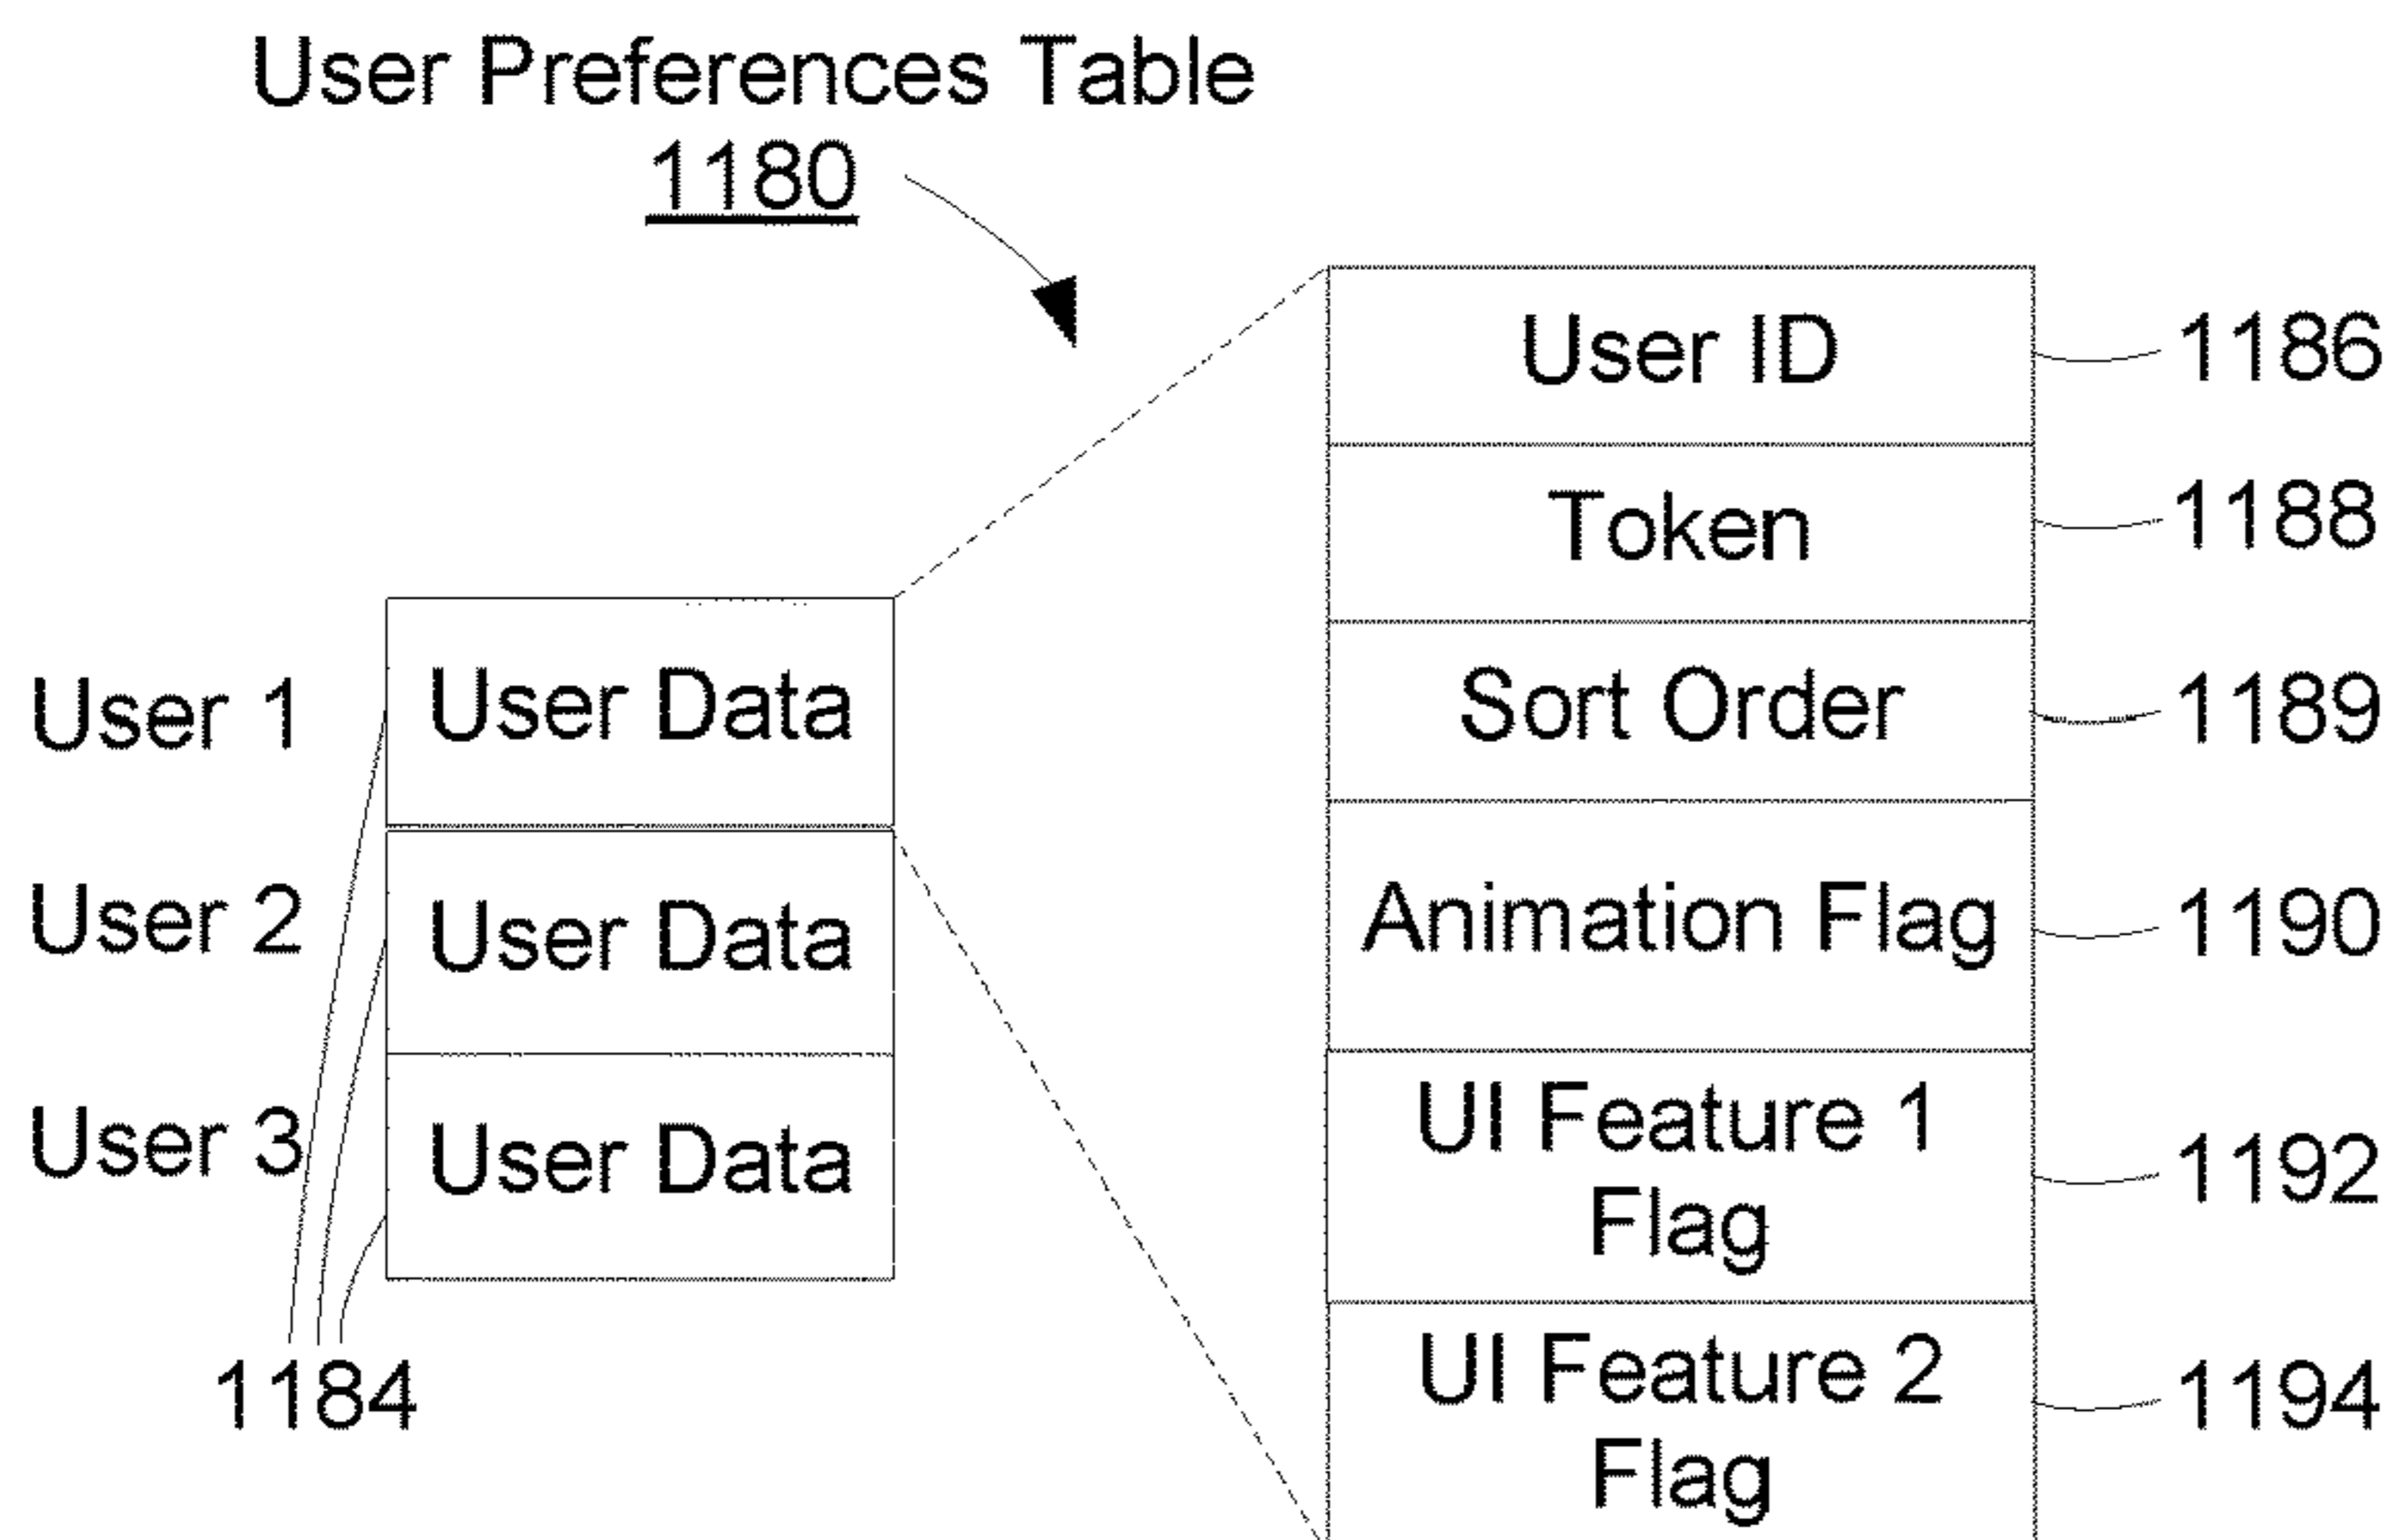 User Preferences Table
1180
User ID 1186
Token 1188
User 1 User Data
Sort Order 1189
User 2 User Data
Animation Flag 1190
User 3 User Data
UI Feature 1
Flag
1192
1184
UI Feature 2
Flag
1194